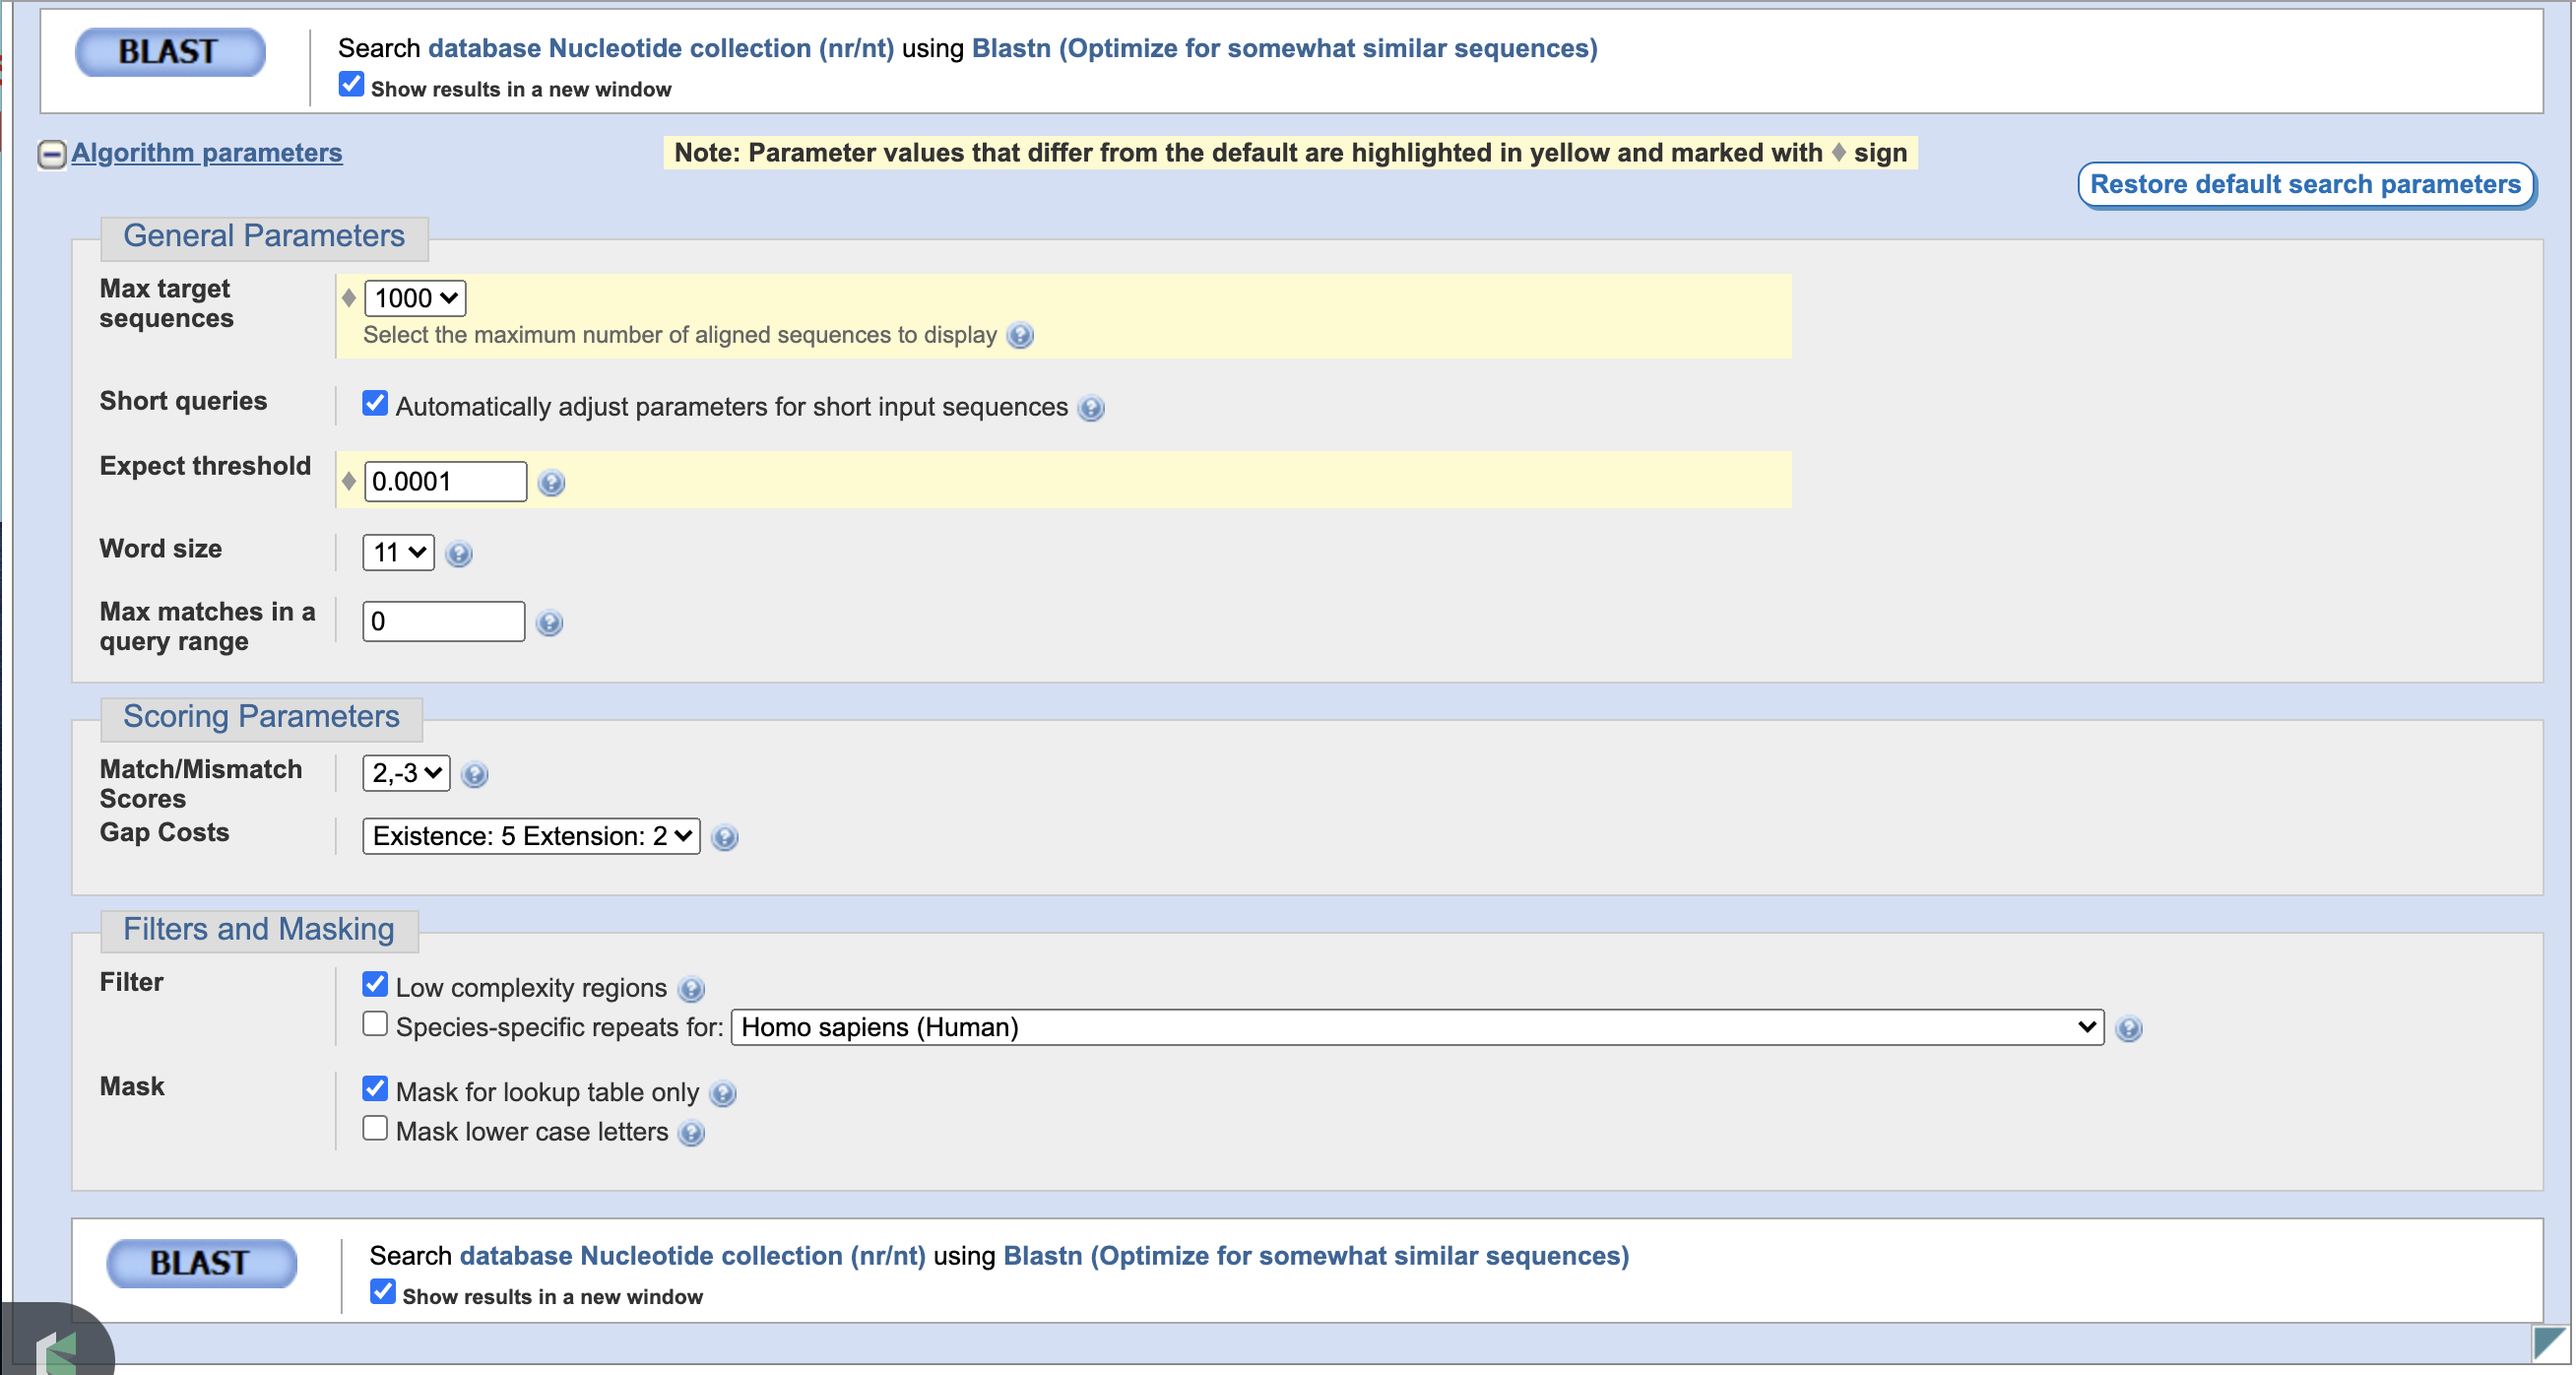 BLAST
Search database Nucleotide collection (nr/nt) using Blastn (Optimize for somewhat similar sequences)
Show results in a new window
Algorithm parameters
Note: Parameter values that differ from the default are highlighted in yellow and marked with ♦ sign
Restore default search parameters
General Parameters
Max target
sequences
♦ 1000
Select the maximum number of aligned sequences to display ?
Short queries
Automatically adjust parameters for short input sequences ?
Expect threshold
♦ 0.0001 ?
Word size
11 ?
Max matches in a
query range
0 ?
Scoring Parameters
Match/Mismatch
Scores
2,-3 ?
Gap Costs
Existence: 5 Extension: 2 ?
Filters and Masking
Filter
Low complexity regions ?
Species-specific repeats for: Homo sapiens (Human) ?
Mask
Mask for lookup table only ?
Mask lower case letters ?
BLAST
Search database Nucleotide collection (nr/nt) using Blastn (Optimize for somewhat similar sequences)
Show results in a new window